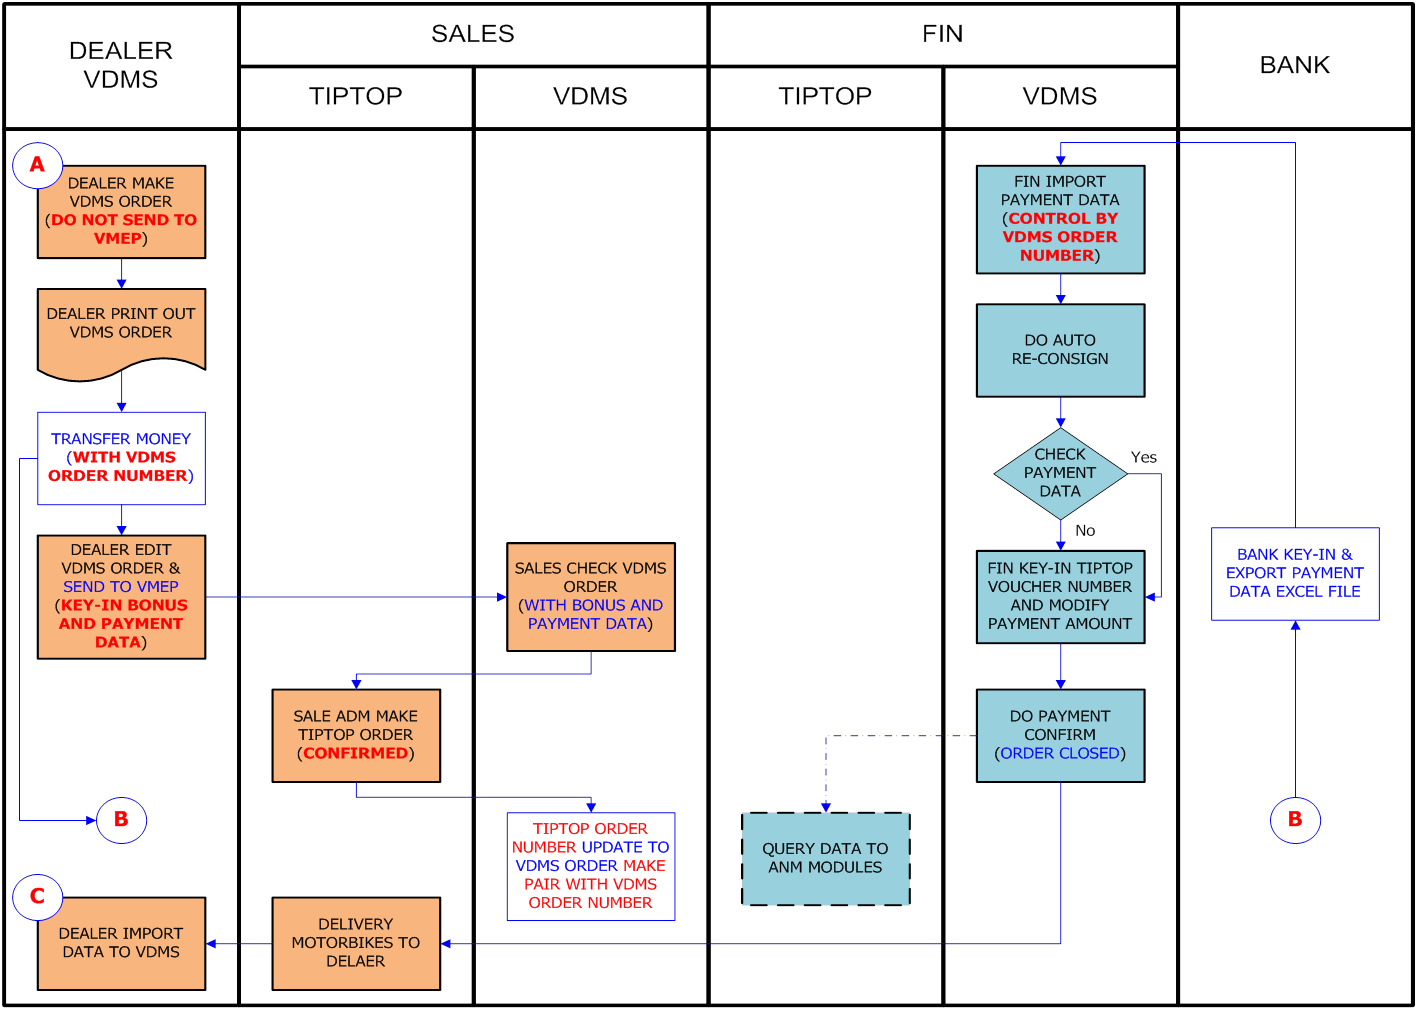 DEALER
VDMS
SALES
FIN
BANK
TIPTOP
VDMS
TIPTOP
VDMS
A
DEALER MAKE
VDMS ORDER
(DO NOT SEND TO
VMEP)
DEALER PRINT OUT
VDMS ORDER
TRANSFER MONEY
(WITH VDMS
ORDER NUMBER)
DEALER EDIT
VDMS ORDER &
SEND TO VMEP
(KEY-IN BONUS
AND PAYMENT
DATA)
B
C
DEALER IMPORT
DATA TO VDMS
SALE ADM MAKE
TIPTOP ORDER
(CONFIRMED)
DELIVERY
MOTORBIKES TO
DELAER
SALES CHECK VDMS
ORDER
(WITH BONUS AND
PAYMENT DATA)
TIPTOP ORDER
NUMBER UPDATE TO
VDMS ORDER MAKE
PAIR WITH VDMS
ORDER NUMBER
QUERY DATA TO
ANM MODULES
FIN IMPORT
PAYMENT DATA
(CONTROL BY
VDMS ORDER
NUMBER)
DO AUTO
RE-CONSIGN
CHECK
PAYMENT
DATA
Yes
No
FIN KEY-IN TIPTOP
VOUCHER NUMBER
AND MODIFY
PAYMENT AMOUNT
DO PAYMENT
CONFIRM
(ORDER CLOSED)
BANK KEY-IN &
EXPORT PAYMENT
DATA EXCEL FILE
B